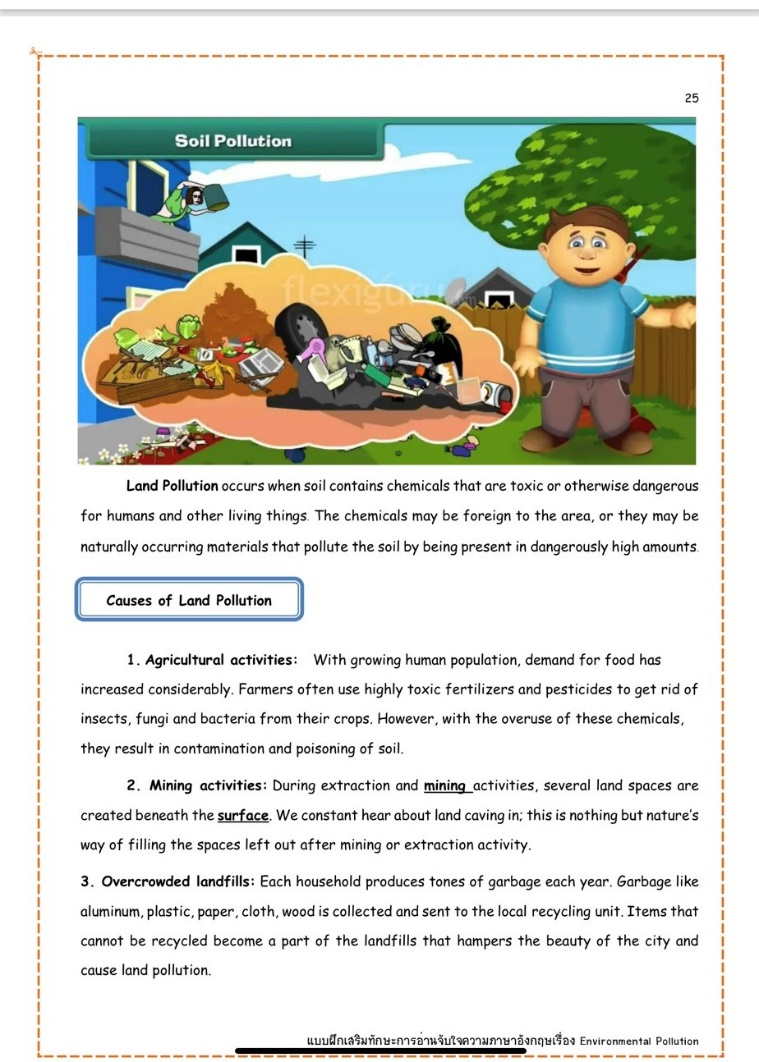 25
Soil Pollution
flexiguru
Land Pollution occurs when soil contains chemicals that are toxic or otherwise dangerous
for humans and other living things. The chemicals may be foreign to the area, or they may be
naturally occurring materials that pollute the soil by being present in dangerously high amounts.
Causes of Land Pollution
1. Agricultural activities: With growing human population, demand for food has
increased considerably. Farmers often use highly toxic fertilizers and pesticides to get rid of
insects, fungi and bacteria from their crops. However, with the overuse of these chemicals,
they result in contamination and poisoning of soil.
2. Mining activities: During extraction and mining activities, several land spaces are
created beneath the surface. We constant hear about land caving in; this is nothing but nature's
way of filling the spaces left out after mining or extraction activity.
3. Overcrowded landfills: Each household produces tones of garbage each year. Garbage like
aluminum, plastic, paper, cloth, wood is collected and sent to the local recycling unit. Items that
cannot be recycled become a part of the landfills that hampers the beauty of the city and
cause land pollution.
แบบฝึกเสริมทักษะการอ่านจับใจความภาษาอังกฤษเรื่อง Environmental Pollution